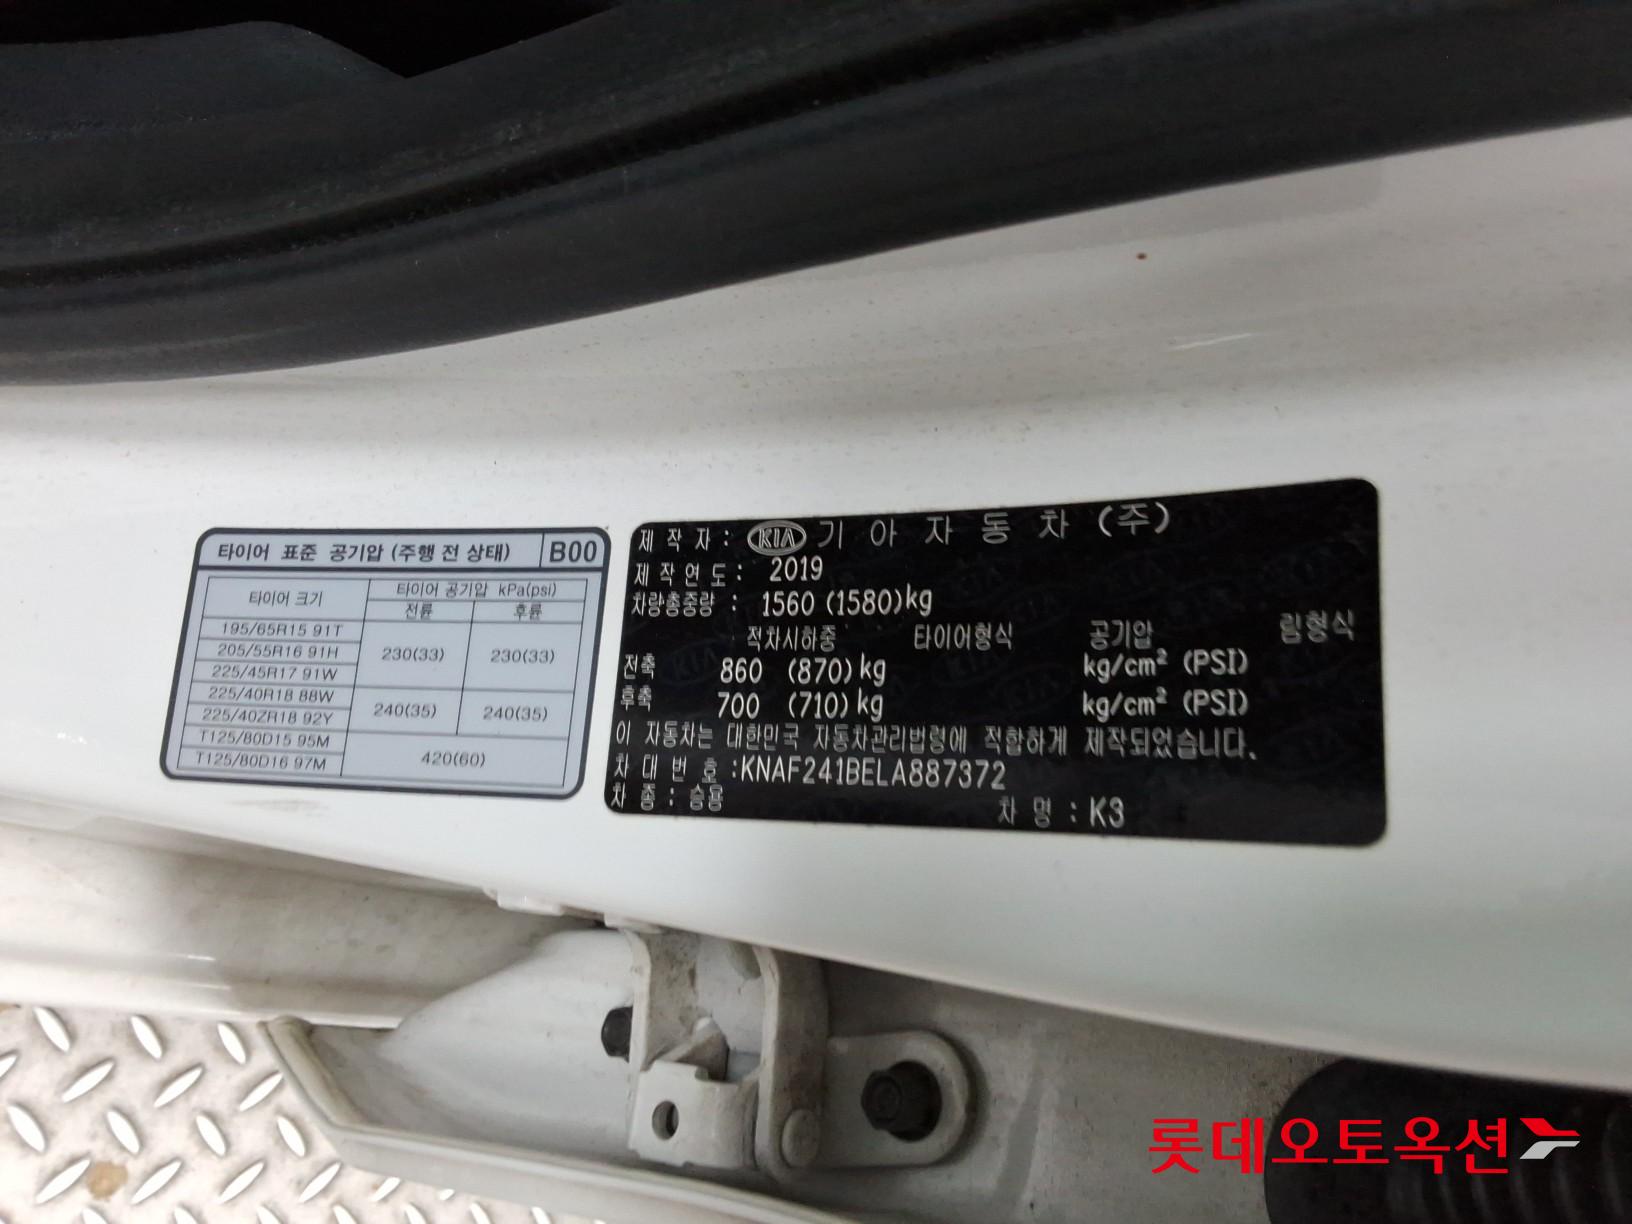 타이어 표준 공기압 (주행 전 상태) B00
타이어 크기 타이어 공기압 kPa(psi)
전륜 후륜
195/65R15 91T
205/55R16 91H 230(33) 230(33)
225/45R17 91W
225/40R18 88W
225/40ZR18 92Y 240(35) 240(35)
T125/80D15 95M
T125/80D16 97M 420(60)
제작자 : KIA 기아자동차(주)
제작연도 : 2019
차량총중량 : 1560 (1580)kg
적차시하중 타이어형식 공기압 림형식
전축 860 (870)kg kg/cm² (PSI)
후축 700 (710)kg kg/cm² (PSI)
이 자동차는 대한민국 자동차관리법령에 적합하게 제작되었습니다.
차대번호 :KNAF241BELA887372
차종 : 승용 차명 : K3
롯데오토옥션